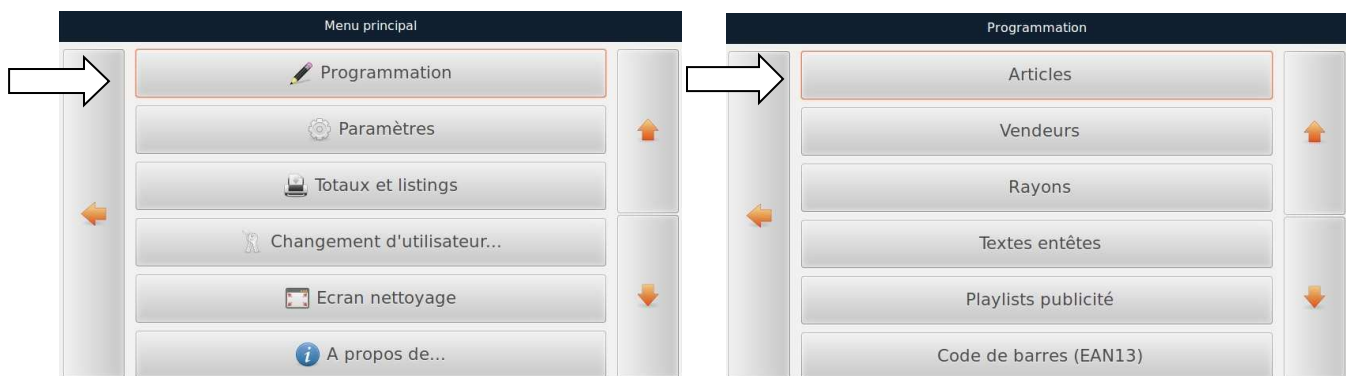 Menu principal
Programmation
Paramètres
Totaux et listings
Changement d'utilisateur...
Ecran nettoyage
A propos de...
Programmation
Articles
Vendeurs
Rayons
Textes entêtes
Playlists publicité
Code de barres (EAN13)